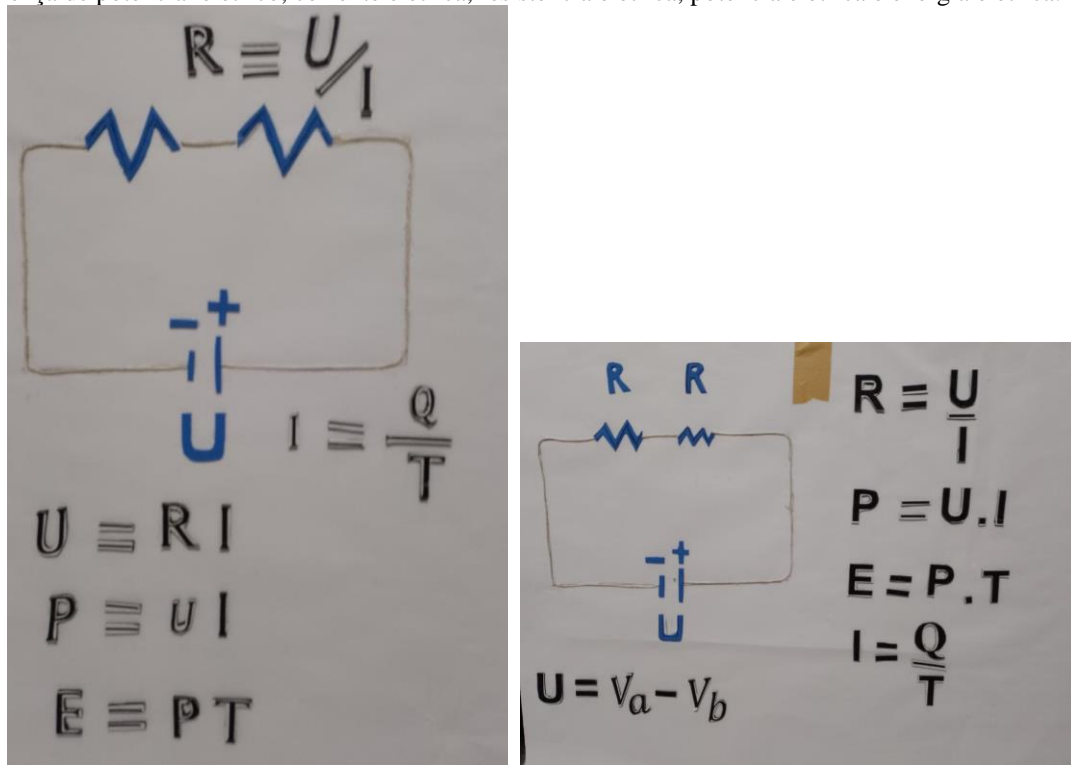 R ≡ U/I
- +
U
I ≡ Q/T
U ≡ R I
P ≡ U I
E ≡ P T
R R
- +
U
U = Va - Vb
R ≡ U/I
P = U.I
E = P.T
I = Q/T